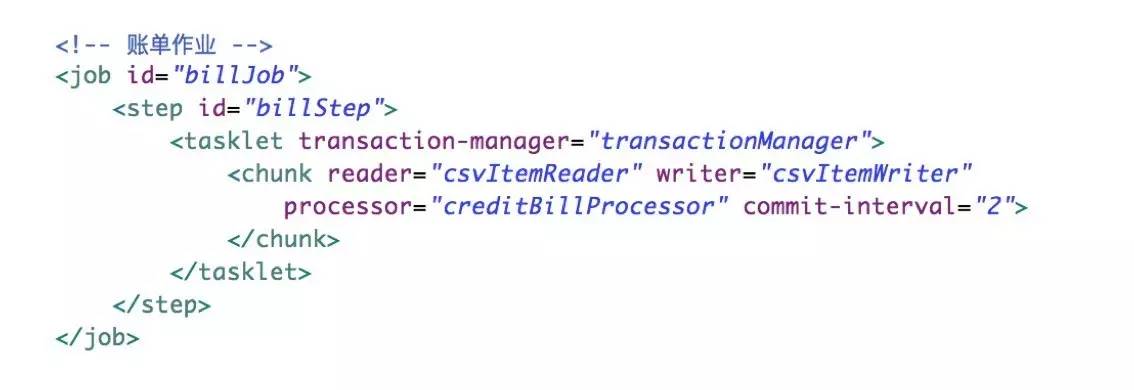 <!-- 账单作业 -->
<job id="billJob">
    <step id="billStep">
        <tasklet transaction-manager="transactionManager">
            <chunk reader="csvItemReader" writer="csvItemWriter"
                processor="creditBillProcessor" commit-interval="2">
            </chunk>
        </tasklet>
    </step>
</job>